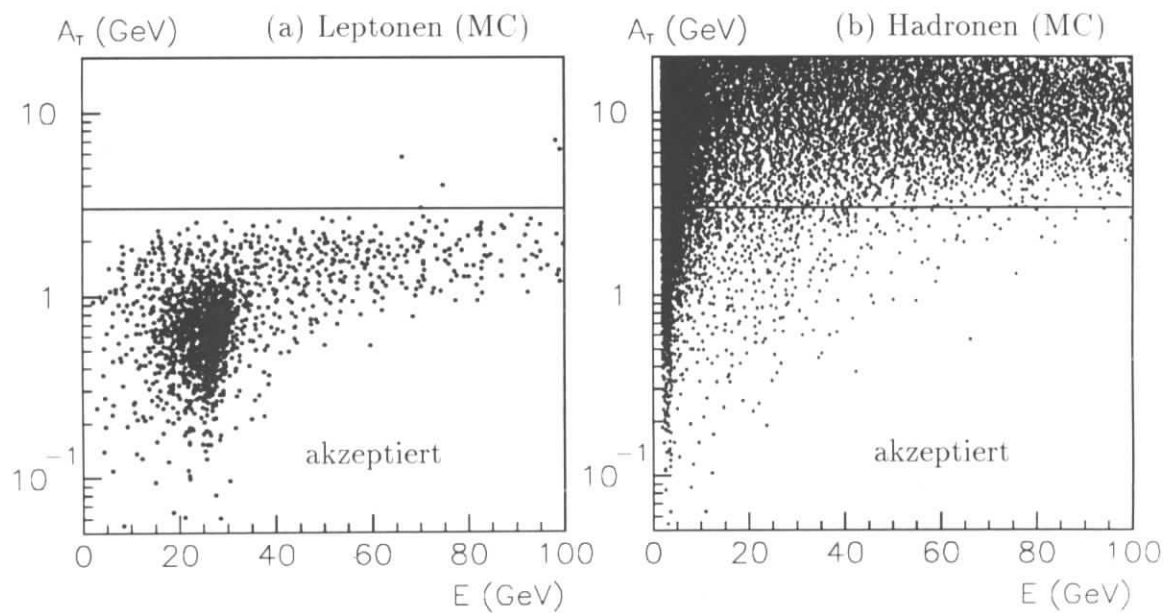 A_T (GeV) (a) Leptonen (MC)
10
1
10^-1
akzeptiert
0 20 40 60 80 100
E (GeV)
A_T (GeV) (b) Hadronen (MC)
10
1
10^-1
akzeptiert
0 20 40 60 80 100
E (GeV)